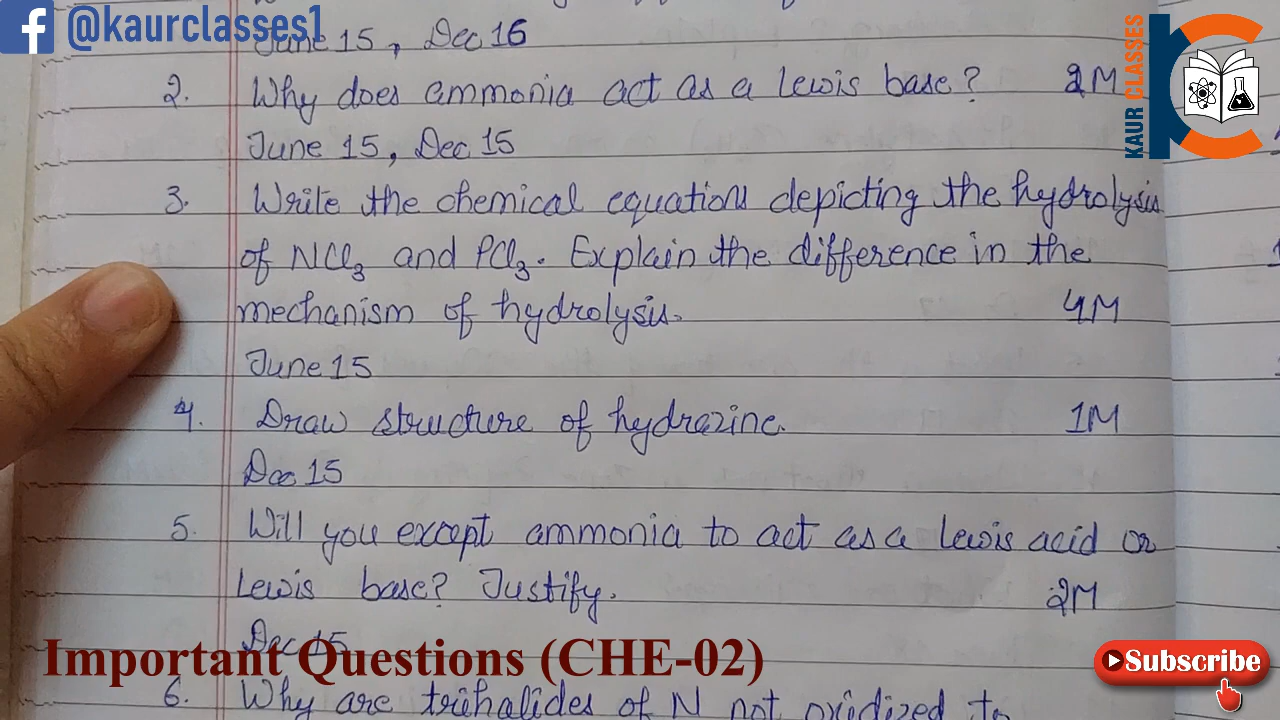 @kaurclasses1
June 15, Dec 16
KAUR CLASSES
2. Why does ammonia act as a lewis base? 2M
June 15, Dec 15
3. Write the chemical equations depicting the hydrolysis
of NCl3 and PCl3. Explain the difference in the
mechanism of hydrolysis. 4M
June 15
4. Draw structure of hydrazine. 1M
Dec 15
5. Will you except ammonia to act as a lewis acid or
Lewis base? Justify. 2M
Dec 15
Important Questions (CHE-02)
Subscribe
6. Why are trihalides of N not oxidized to